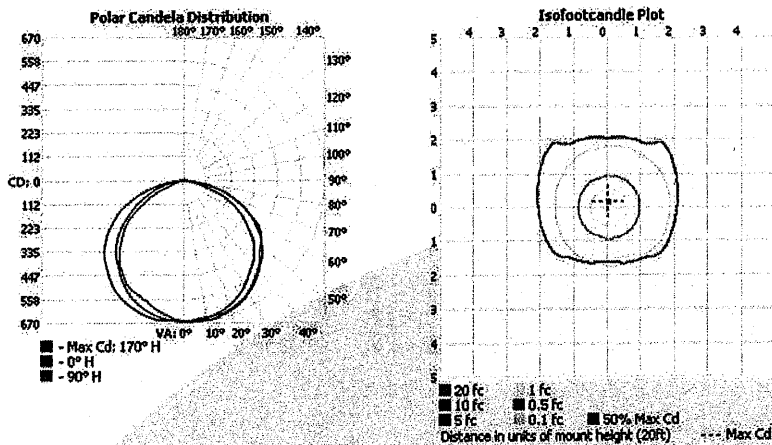 Polar Candela Distribution
670 180° 170° 160° 150° 140°
558
447
335
223
112
CD: 0
112
223
335
447
558
670
130°
120°
110°
100°
90°
80°
70°
60°
50°
VA: 0° 10° 20° 30° 40°
- Max Cd: 170° H
- 0° H
- 90° H
Isofootcandle Plot
4 3 2 1 0 1 2 3 4
5
4
3
2
1
0
1
2
3
4
5
20 fc 1 fc
10 fc 0.5 fc
5 fc 0.1 fc 50% Max Cd
Distance in units of mount height (20ft) --- Max Cd